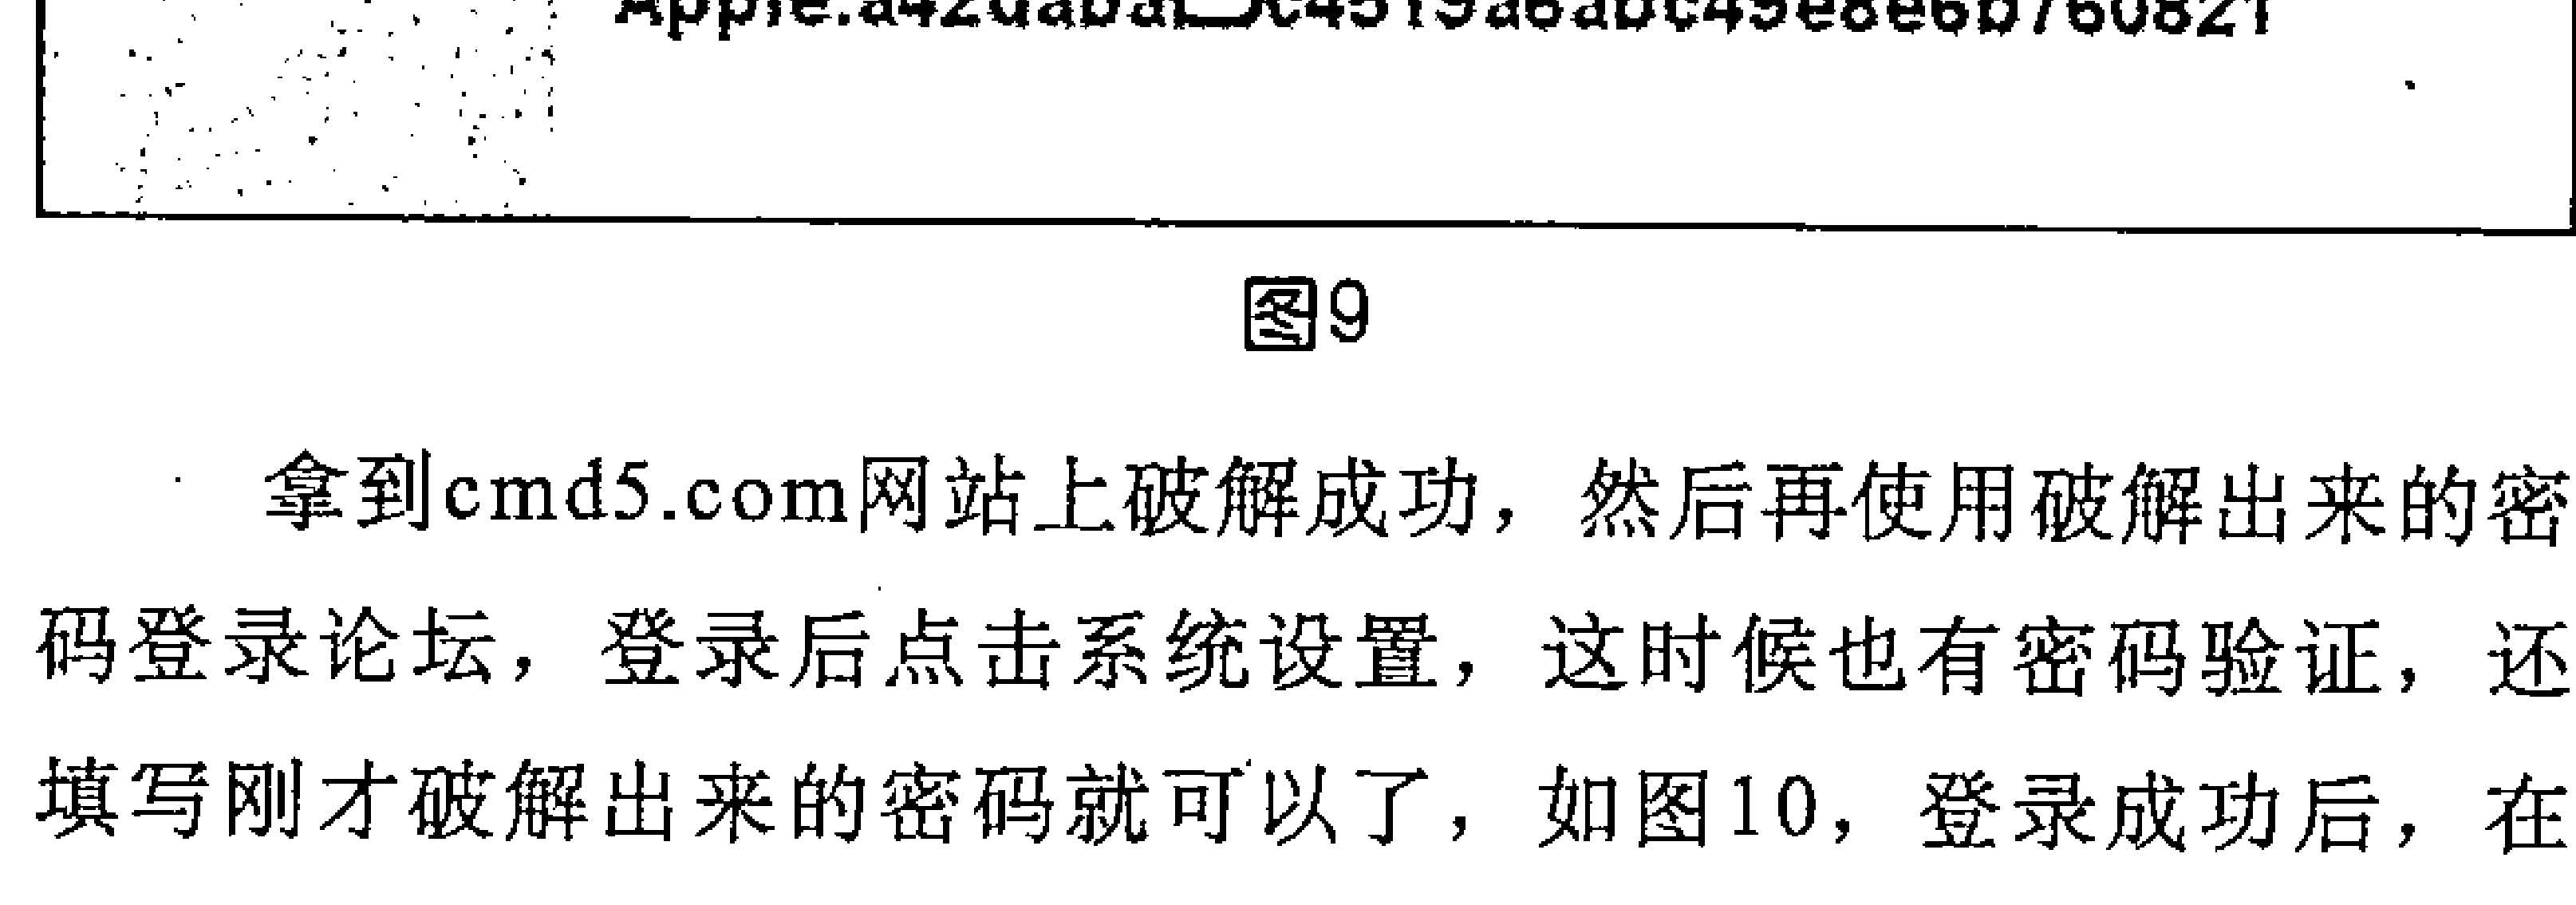 图9
拿到cmd5.com网站上破解成功，然后再使用破解出来的密
码登录论坛，登录后点击系统设置，这时候也有密码验证，还
填写刚才破解出来的密码就可以了，如图10，登录成功后，在